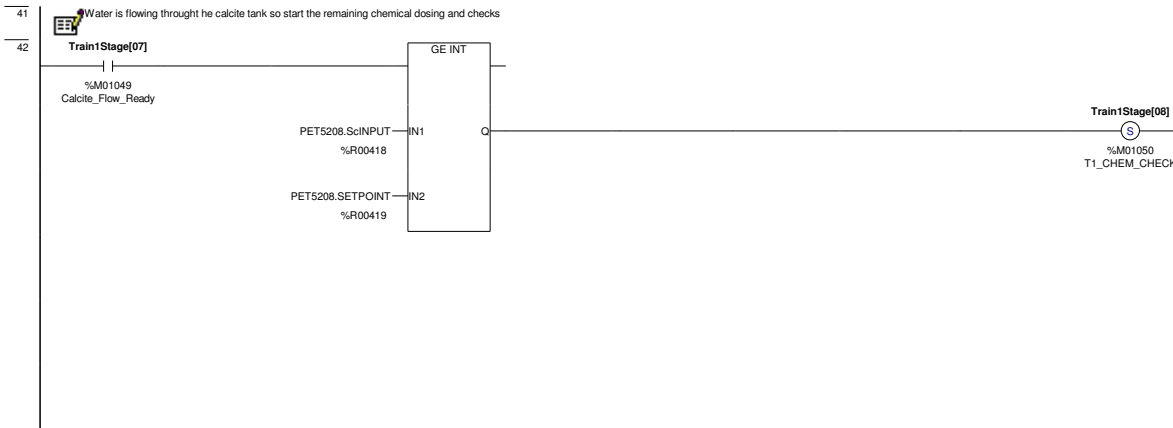 41
Water is flowing throught he calcite tank so start the remaining chemical dosing and checks
42
Train1Stage[07]
GE INT
%M01049
Calcite_Flow_Ready
Train1Stage[08]
PET5208.ScINPUT
IN1
Q
S
%R00418
%M01050
T1_CHEM_CHECK
PET5208.SETPOINT
IN2
%R00419